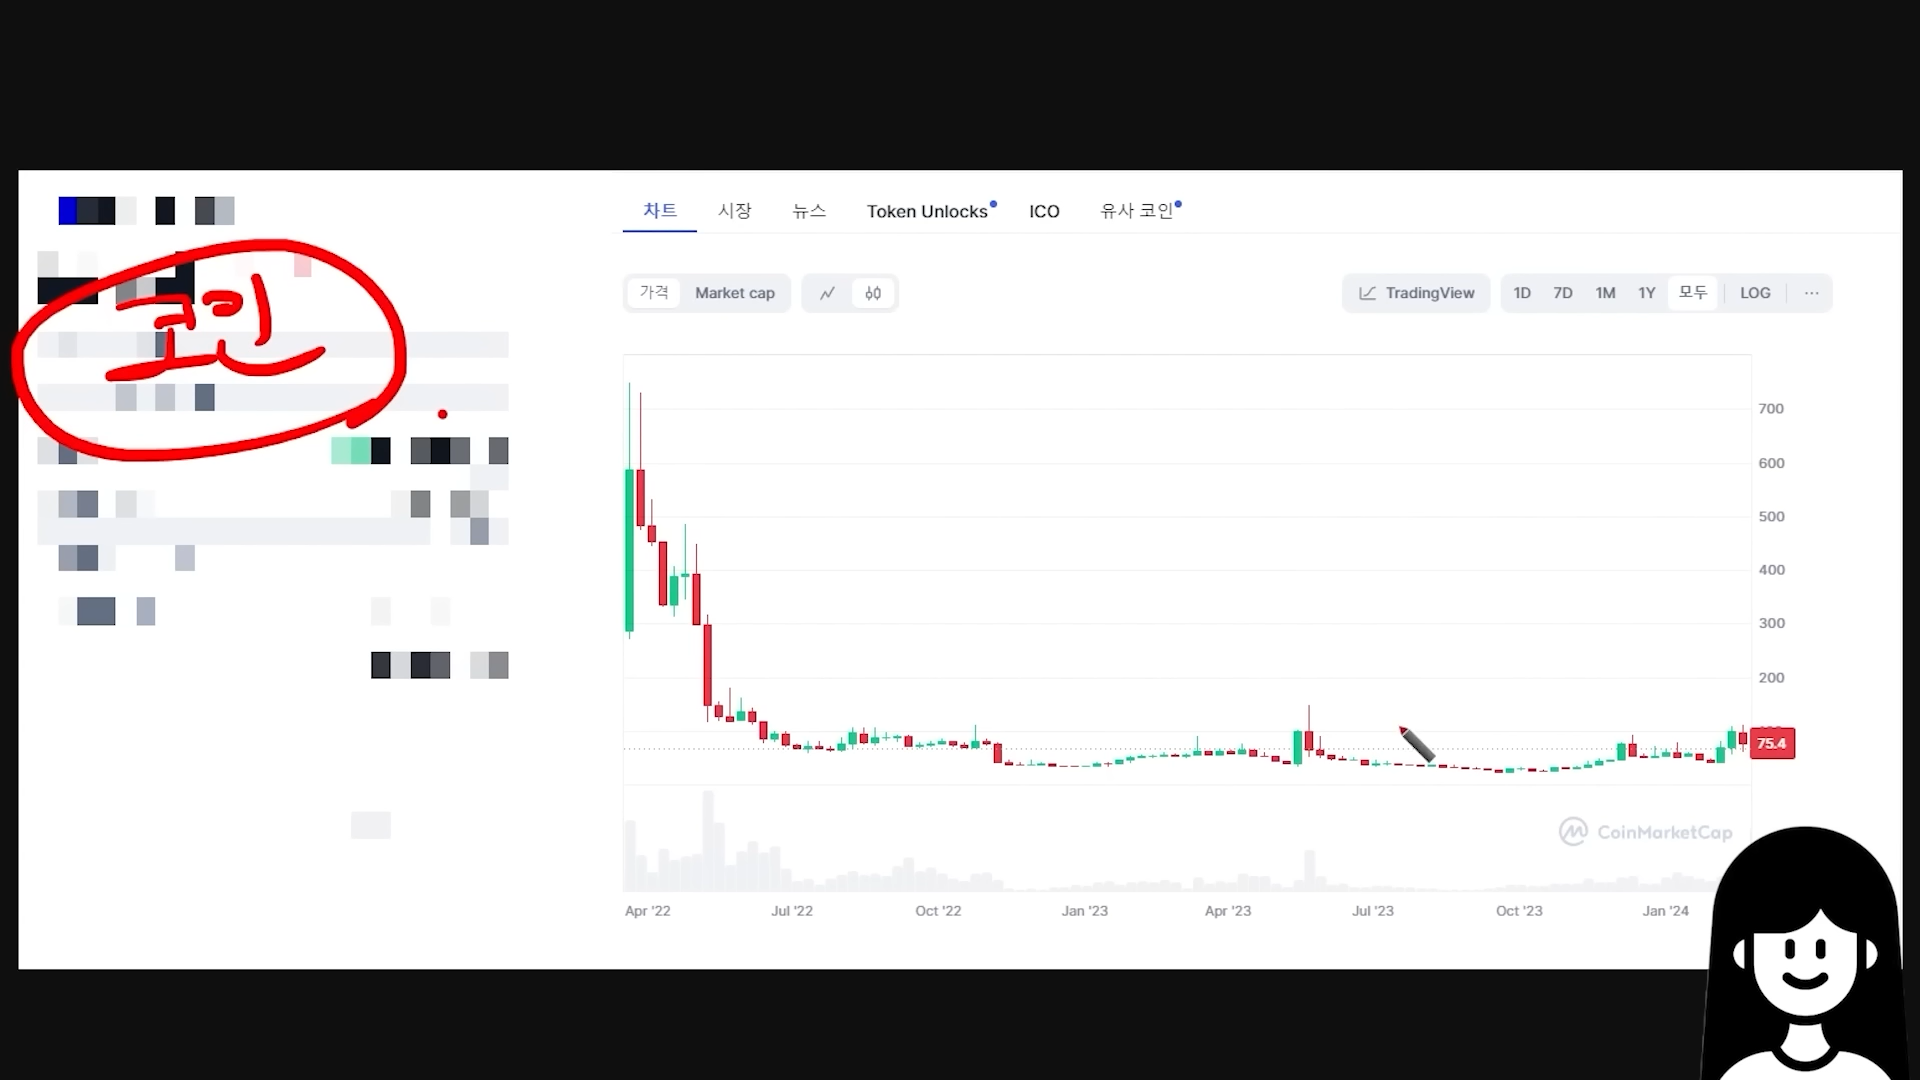 차트 시장 뉴스 Token Unlocks ICO 유사 코인
코인
가격 Market cap TradingView 1D 7D 1M 1Y 모두 LOG ...
700
600
500
400
300
200
75.4
CoinMarketCap
Apr '22 Jul '22 Oct '22 Jan '23 Apr '23 Jul '23 Oct '23 Jan '24